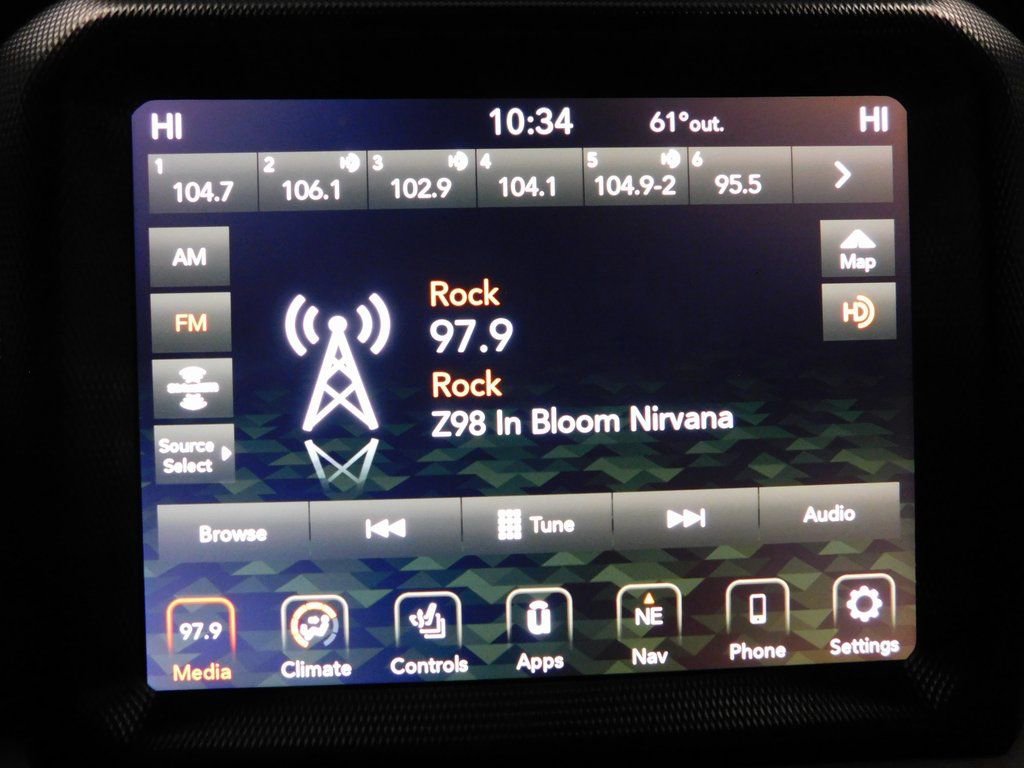 HI 10:34 61°out. HI
1 2 3 4 5 6
104.7 106.1 102.9 104.1 104.9-2 95.5
AM
Map
Rock
FM 97.9 HD
Rock
Z98 In Bloom Nirvana
Source
Select
Browse Tune Audio
97.9 NE
Media Climate Controls Apps Nav Phone Settings